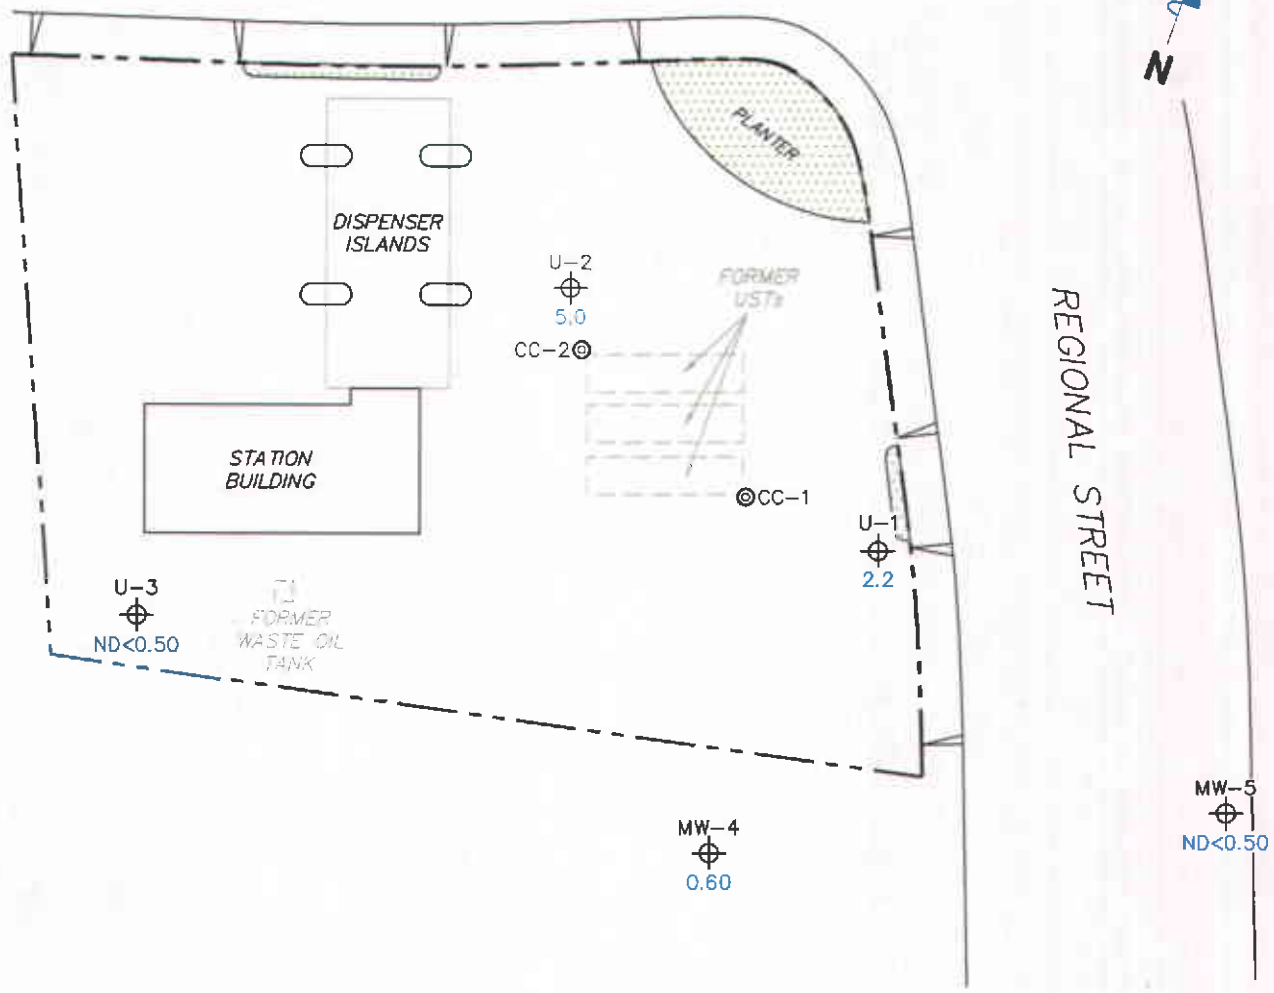 N
PLANTER
DISPENSER
ISLANDS
U-2
5.0
FORMER
USTs
CC-2
REGIONAL STREET
STATION
BUILDING
CC-1
U-1
2.2
U-3
ND<0.50
FORMER
WASTE OIL
TANK
MW-5
ND<0.50
MW-4
0.60